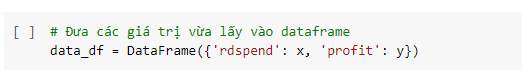 [ ] # Đưa các giá trị vừa lấy vào dataframe
data_df = DataFrame({'rdspend': x, 'profit': y})